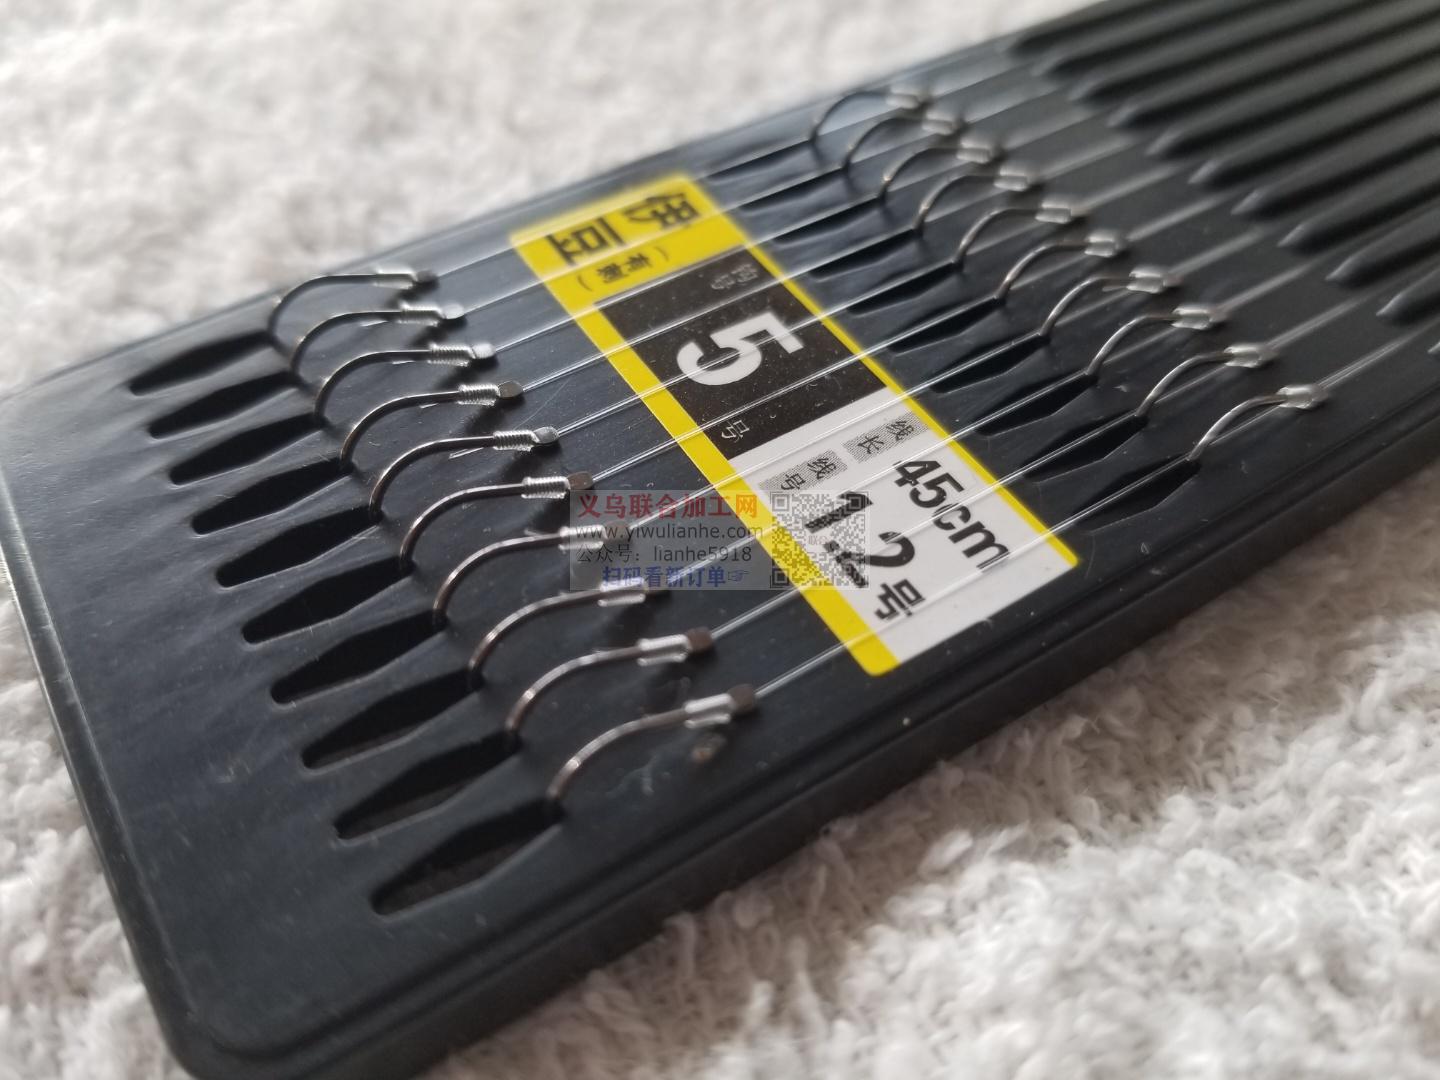 伊豆
(有刺)
钩号
5号
线长
45cm
线号
1.2号
义乌联合加工网
www.yiwulianhe.com
公众号：lianhe5918
扫码看新订单☞